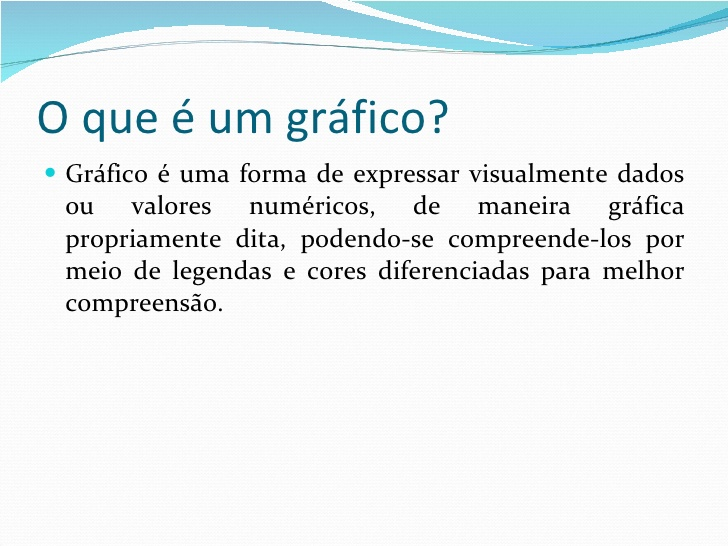 O que é um gráfico?
• Gráfico é uma forma de expressar visualmente dados
ou valores numéricos, de maneira gráfica
propriamente dita, podendo-se compreende-los por
meio de legendas e cores diferenciadas para melhor
compreensão.